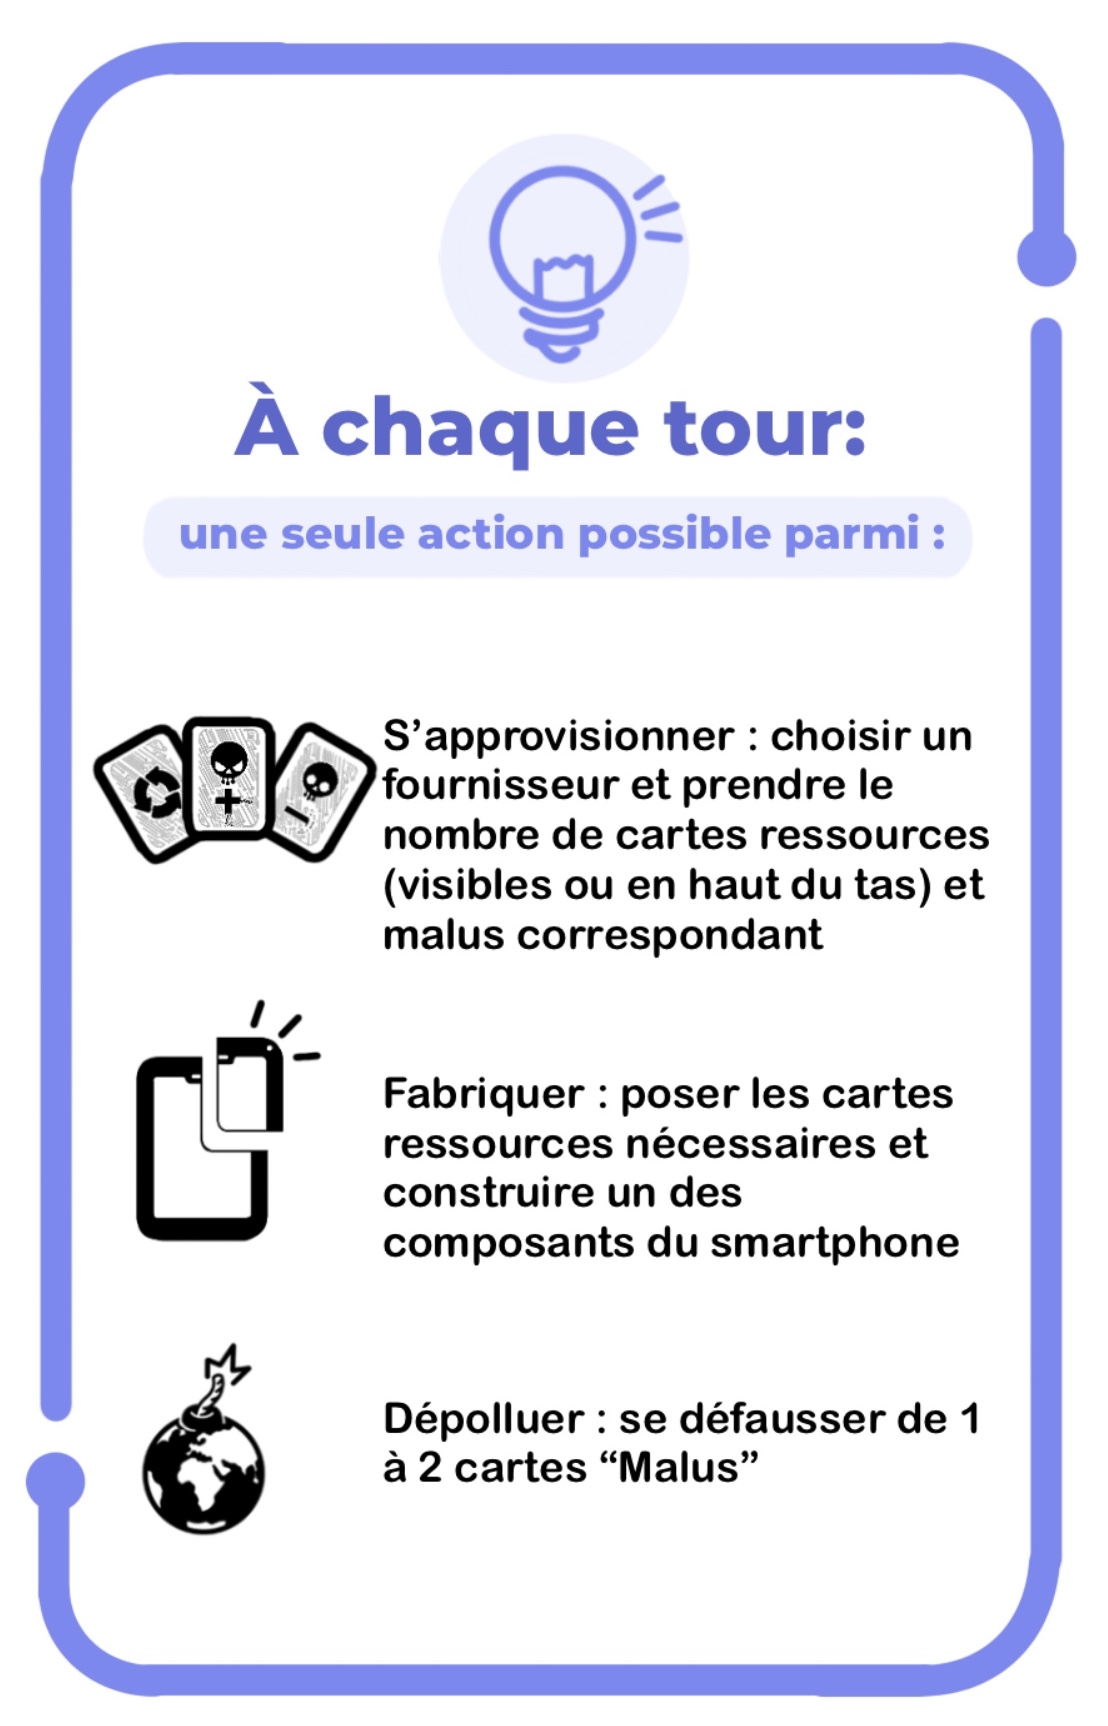 À chaque tour:
une seule action possible parmi :
S’approvisionner : choisir un
fournisseur et prendre le
nombre de cartes ressources
(visibles ou en haut du tas) et
malus correspondant
Fabriquer : poser les cartes
ressources nécessaires et
construire un des
composants du smartphone
Dépolluer : se défausser de 1
à 2 cartes “Malus”